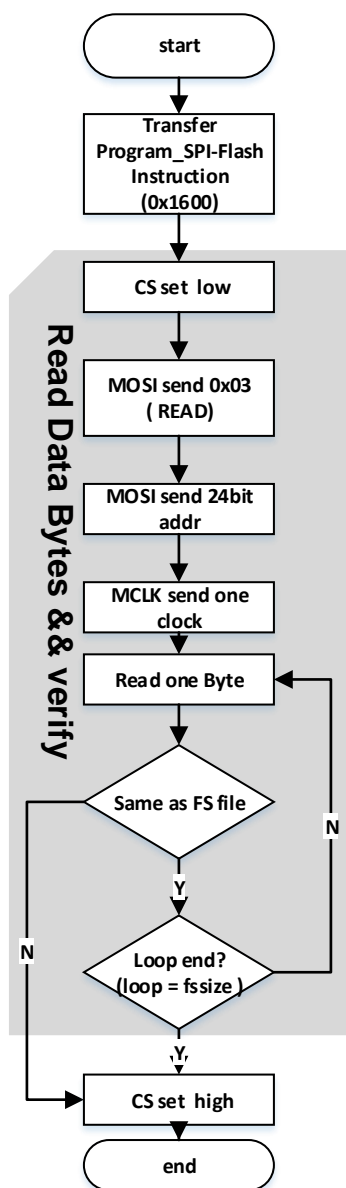 start
Transfer
Program_SPI-Flash
Instruction
(0x1600)
CS set low
Read Data Bytes && verify
MOSI send 0x03
( READ)
MOSI send 24bit
addr
MCLK send one
clock
Read one Byte
Same as FS file
N
Y
N
Loop end?
(loop = fssize )
Y
CS set high
end